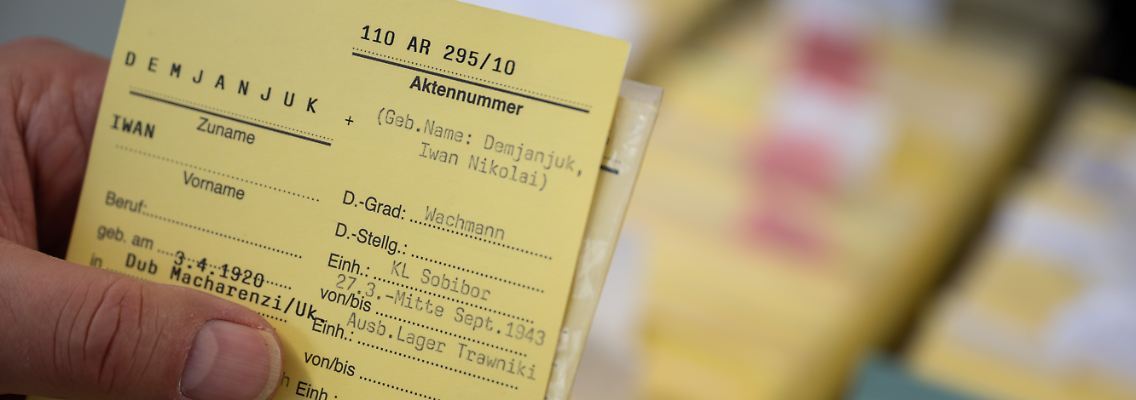 110 AR 295/10
Aktennummer
DEMJANJUK
Zuname
+ (Geb.Name: Demjanjuk,
Iwan Nikolai)
IWAN
Vorname
Beruf:
geb. am 3.4.1920
in Dub Macharenzi/Uk.
D.-Grad: Wachmann
D.-Stellg.:
Einh.: KL Sobibor
von/bis 27.3.-Mitte Sept.1943
Einh.: Ausb.Lager Trawniki
von/bis
Einh.: